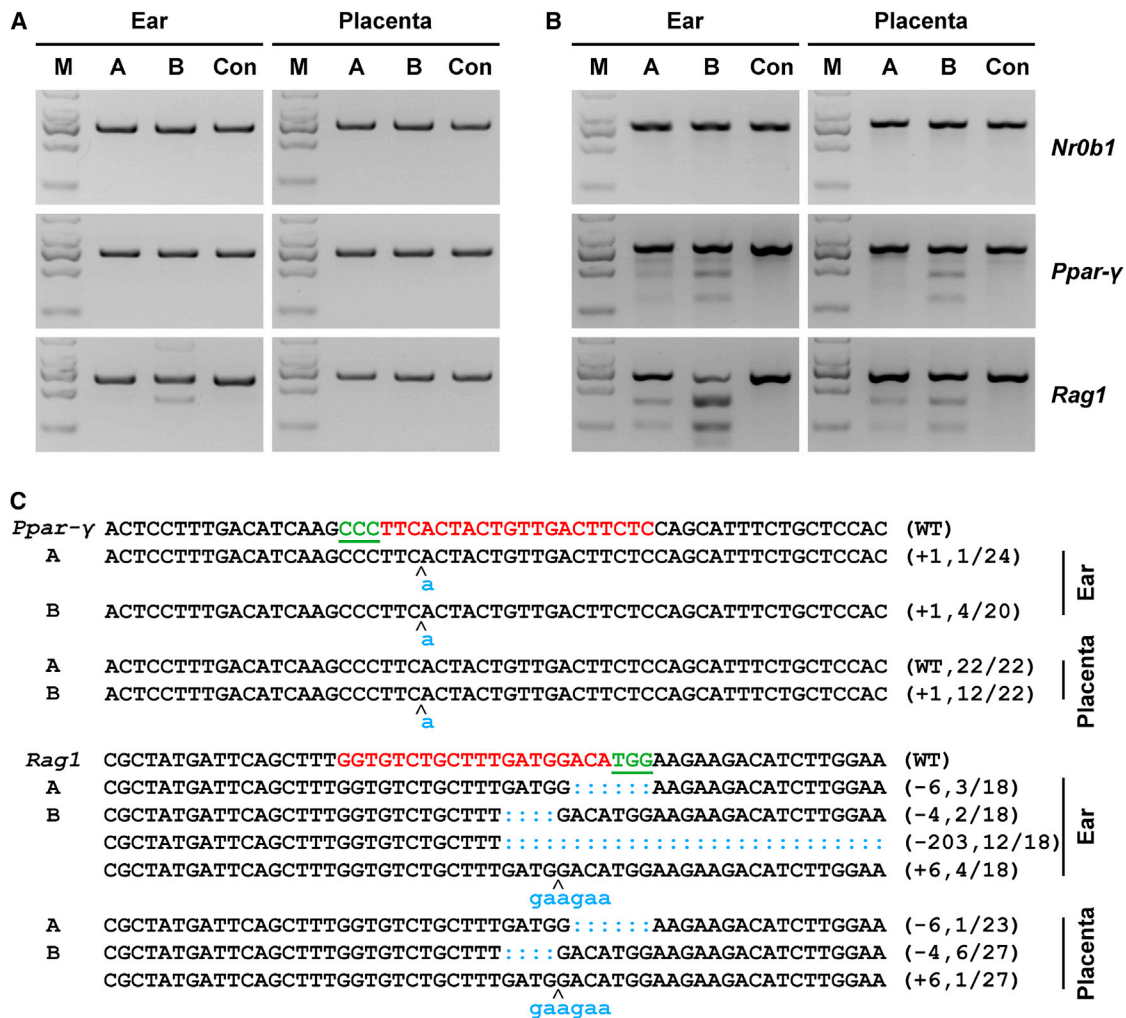 A Ear Placenta B Ear Placenta
M A B Con M A B Con M A B Con M A B Con
Nr0b1
Ppar-γ
Rag1
C
Ppar-γ ACTCCTTTGACATCAAGCCCTTCACTACTGTTGACTTCTCCAGCATTTCTGCTCCAC (WT)
A ACTCCTTTGACATCAAGCCCTTCACTACTGTTGACTTCTCCAGCATTTCTGCTCCAC (+1,1/24)
^
a
B ACTCCTTTGACATCAAGCCCTTCACTACTGTTGACTTCTCCAGCATTTCTGCTCCAC (+1,4/20)
^
a
Ear
A ACTCCTTTGACATCAAGCCCTTCACTACTGTTGACTTCTCCAGCATTTCTGCTCCAC (WT,22/22)
B ACTCCTTTGACATCAAGCCCTTCACTACTGTTGACTTCTCCAGCATTTCTGCTCCAC (+1,12/22)
^
a
Placenta
Rag1 CGCTATGATTCAGCTTTGGTGTCTGCTTTGATGGACATGGAAGAAGACATCTTGGAA (WT)
A CGCTATGATTCAGCTTTGGTGTCTGCTTTGATGG::::::AAGAAGACATCTTGGAA (-6,3/18)
B CGCTATGATTCAGCTTTGGTGTCTGCTTT::::GACATGGAAGAAGACATCTTGGAA (-4,2/18)
CGCTATGATTCAGCTTTGGTGTCTGCTTT:::::::::::::::::::::::::::: (-203,12/18)
CGCTATGATTCAGCTTTGGTGTCTGCTTTGATGGACATGGAAGAAGACATCTTGGAA (+6,4/18)
^
gaagaa
Ear
A CGCTATGATTCAGCTTTGGTGTCTGCTTTGATGG::::::AAGAAGACATCTTGGAA (-6,1/23)
B CGCTATGATTCAGCTTTGGTGTCTGCTTT::::GACATGGAAGAAGACATCTTGGAA (-4,6/27)
CGCTATGATTCAGCTTTGGTGTCTGCTTTGATGGACATGGAAGAAGACATCTTGGAA (+6,1/27)
^
gaagaa
Placenta